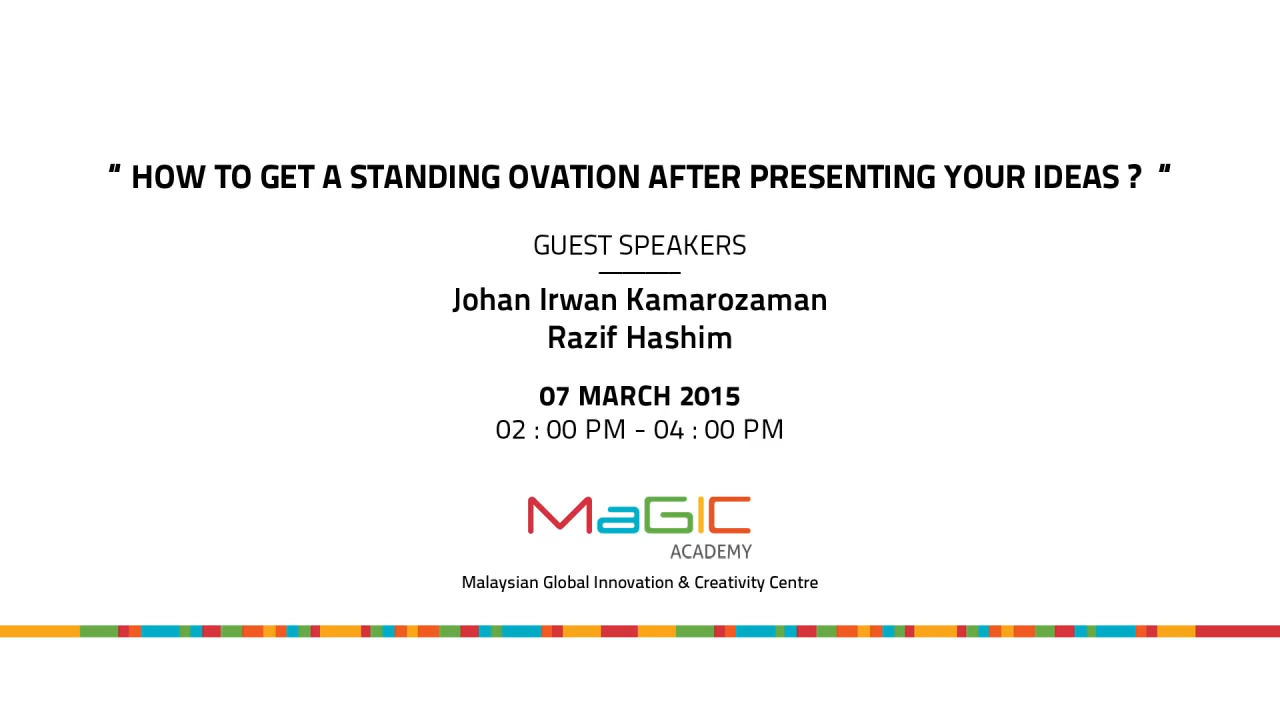 " HOW TO GET A STANDING OVATION AFTER PRESENTING YOUR IDEAS ? "
GUEST SPEAKERS
Johan Irwan Kamarozaman
Razif Hashim
07 MARCH 2015
02 : 00 PM - 04 : 00 PM
MaGIC
ACADEMY
Malaysian Global Innovation & Creativity Centre